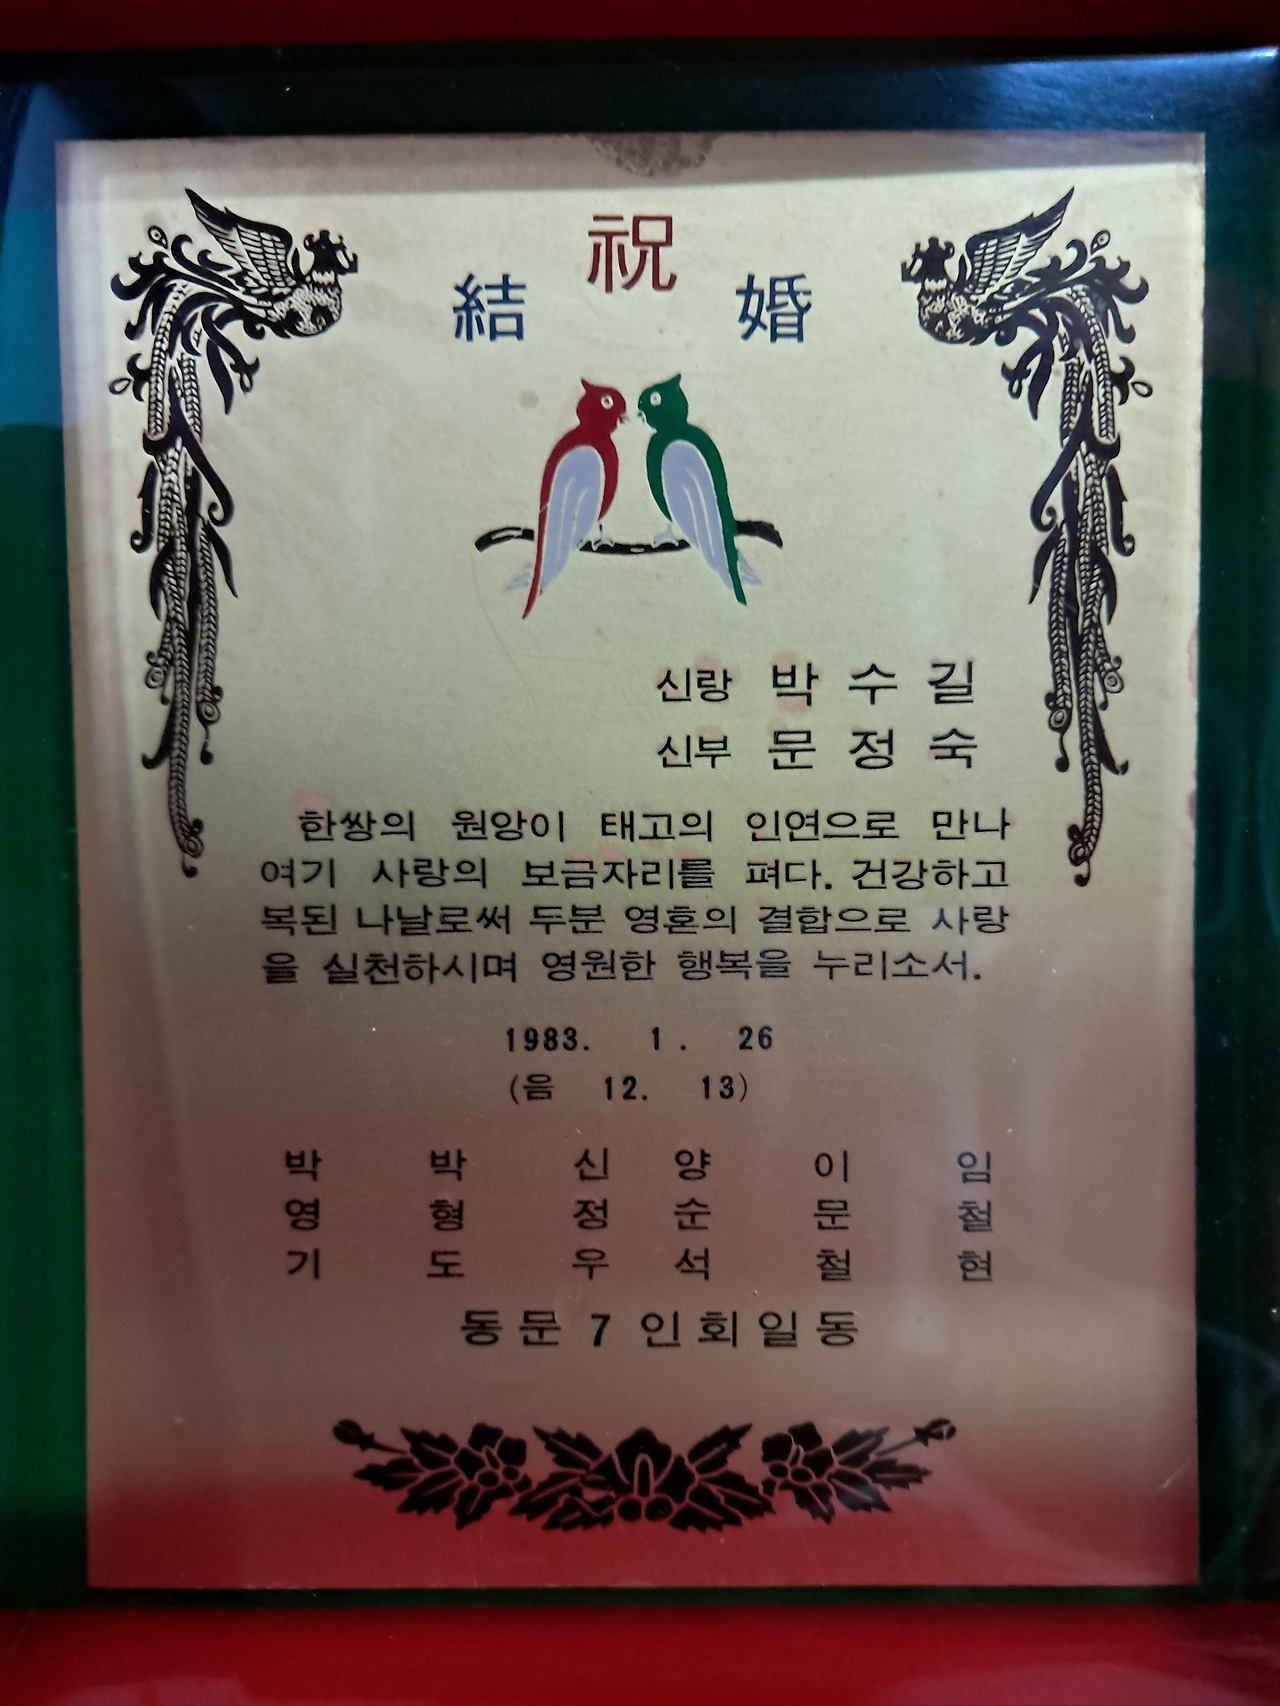 祝
結 婚
신랑 박 수 길
신부 문 정 숙
한쌍의 원앙이 태고의 인연으로 만나
여기 사랑의 보금자리를 펴다. 건강하고
복된 나날로써 두분 영혼의 결합으로 사랑
을 실천하시며 영원한 행복을 누리소서.
1983. 1. 26
(음 12. 13)
박 박 신 양 이 임
영 형 정 순 문 철
기 도 우 석 철 현
동 문 7 인 회 일 동